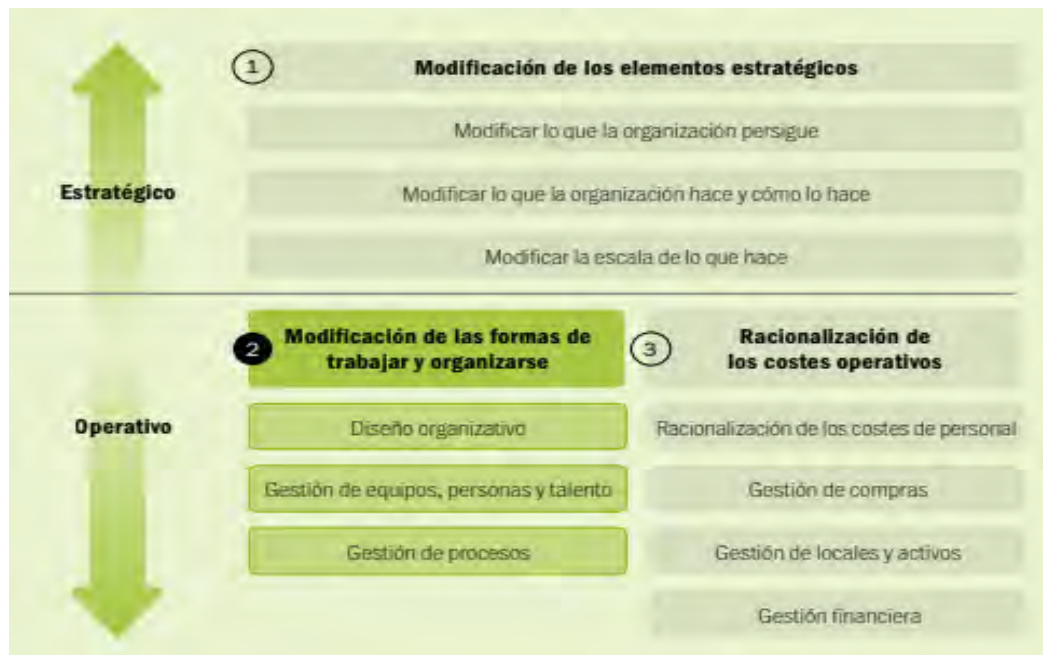 1
Modificación de los elementos estratégicos
Modificar lo que la organización persigue
Estratégico
Modificar lo que la organización hace y cómo lo hace
Modificar la escala de lo que hace
2
Modificación de las formas de
trabajar y organizarse
3
Racionalización de
los costes operativos
Operativo
Diseño organizativo
Racionalización de los costes de personal
Gestión de equipos, personas y talento
Gestión de compras
Gestión de procesos
Gestión de locales y activos
Gestión financiera